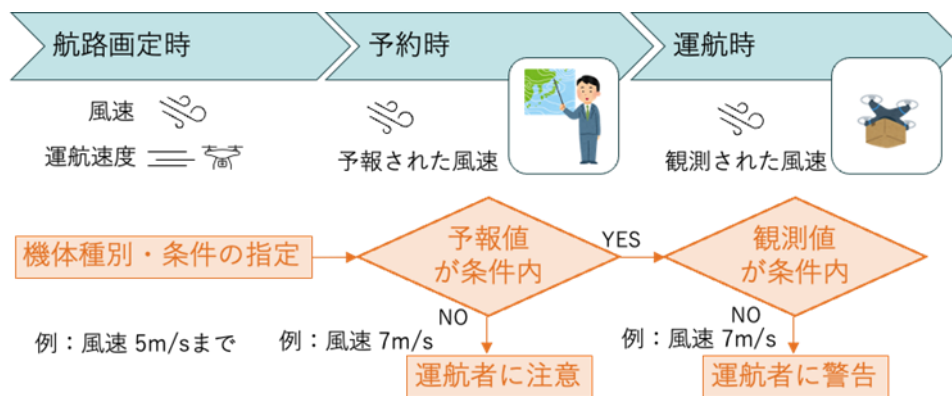 航路画定時
予約時
運航時
風速
運航速度
予報された風速
観測された風速
機体種別・条件の指定
予報値
が条件内
YES
観測値
が条件内
NO
NO
例：風速 5m/sまで
例：風速 7m/s
例：風速 7m/s
運航者に注意
運航者に警告